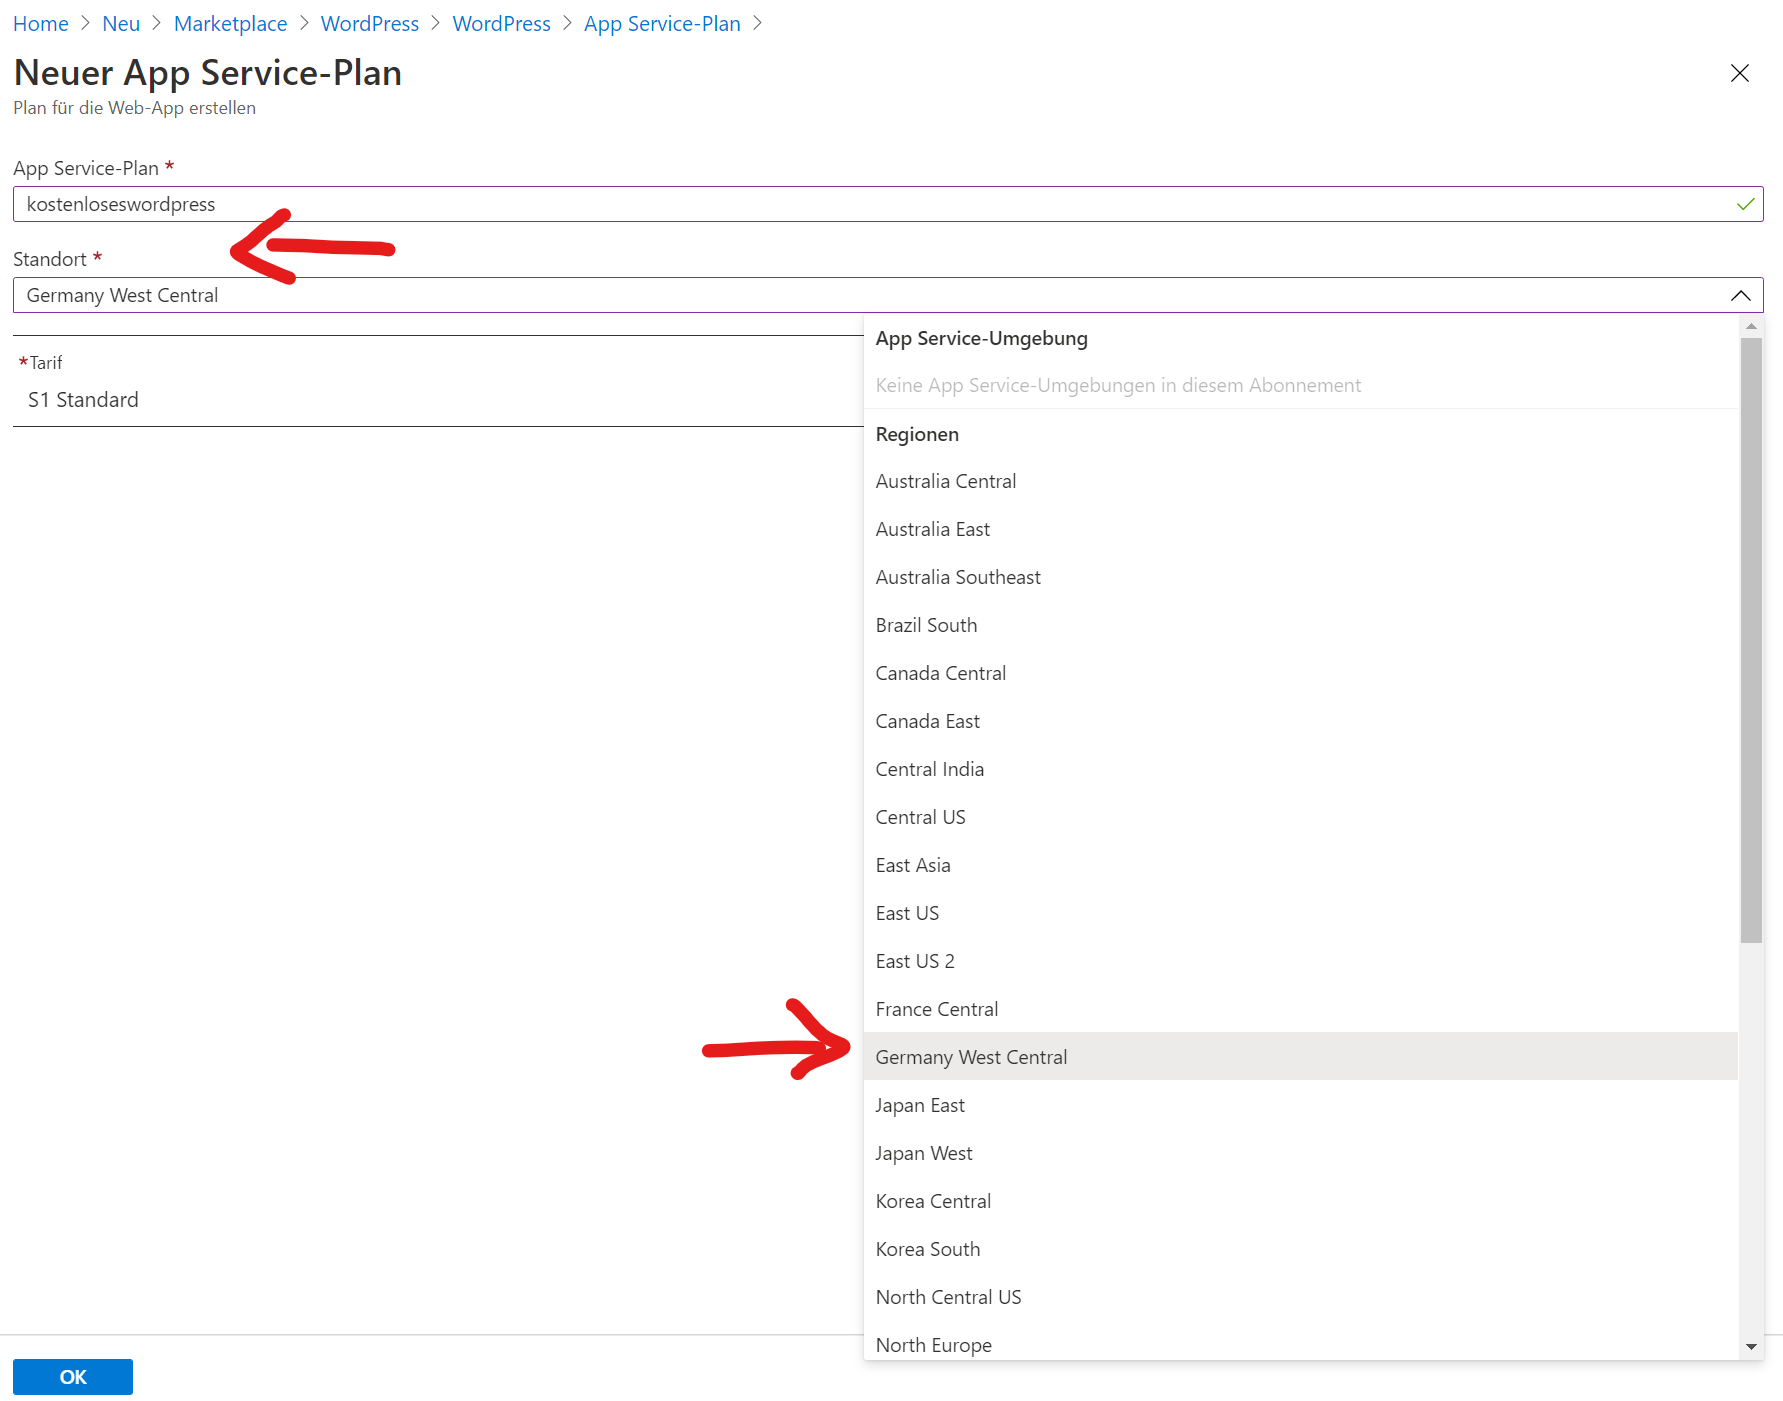 Home > Neu > Marketplace > WordPress > WordPress > App Service-Plan >
Neuer App Service-Plan
Plan für die Web-App erstellen
App Service-Plan *
kostenloseswordpress
Standort *
Germany West Central
*Tarif
S1 Standard
App Service-Umgebung
Keine App Service-Umgebungen in diesem Abonnement
Regionen
Australia Central
Australia East
Australia Southeast
Brazil South
Canada Central
Canada East
Central India
Central US
East Asia
East US
East US 2
France Central
Germany West Central
Japan East
Japan West
Korea Central
Korea South
North Central US
North Europe
OK